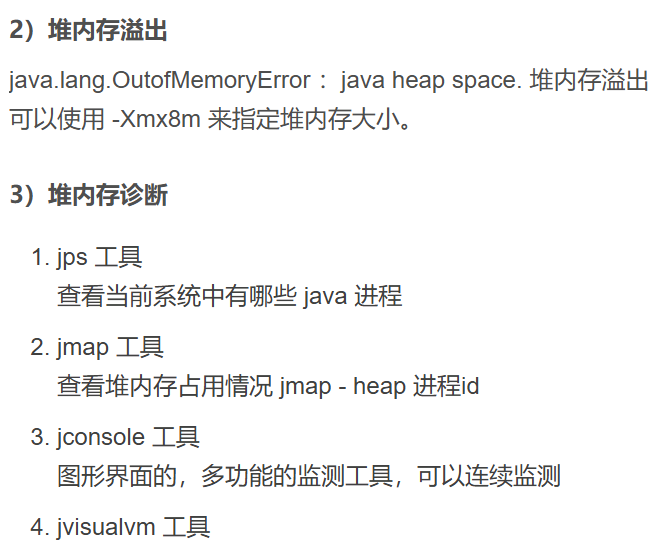 2）堆内存溢出
java.lang.OutofMemoryError ：java heap space. 堆内存溢出
可以使用 -Xmx8m 来指定堆内存大小。
3）堆内存诊断
1. jps 工具
查看当前系统中有哪些 java 进程
2. jmap 工具
查看堆内存占用情况 jmap - heap 进程id
3. jconsole 工具
图形界面的，多功能的监测工具，可以连续监测
4. jvisualvm 工具